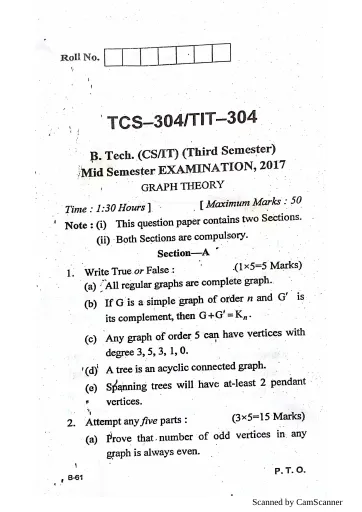 Roll No.
TCS–304/TIT–304
B. Tech. (CS/IT) (Third Semester)
Mid Semester EXAMINATION, 2017
GRAPH THEORY
Time : 1:30 Hours ] [ Maximum Marks : 50
Note : (i) This question paper contains two Sections.
(ii) Both Sections are compulsory.
Section—A
1. Write True or False : (1×5=5 Marks)
(a) All regular graphs are complete graph.
(b) If G is a simple graph of order n and G′ is
its complement, then G+G′=Kn.
(c) Any graph of order 5 can have vertices with
degree 3, 5, 3, 1, 0.
(d) A tree is an acyclic connected graph.
(e) Spanning trees will have at-least 2 pendant
vertices.
2. Attempt any five parts : (3×5=15 Marks)
(a) Prove that number of odd vertices in any
graph is always even.
B-61 P. T. O.
Scanned by CamScanner